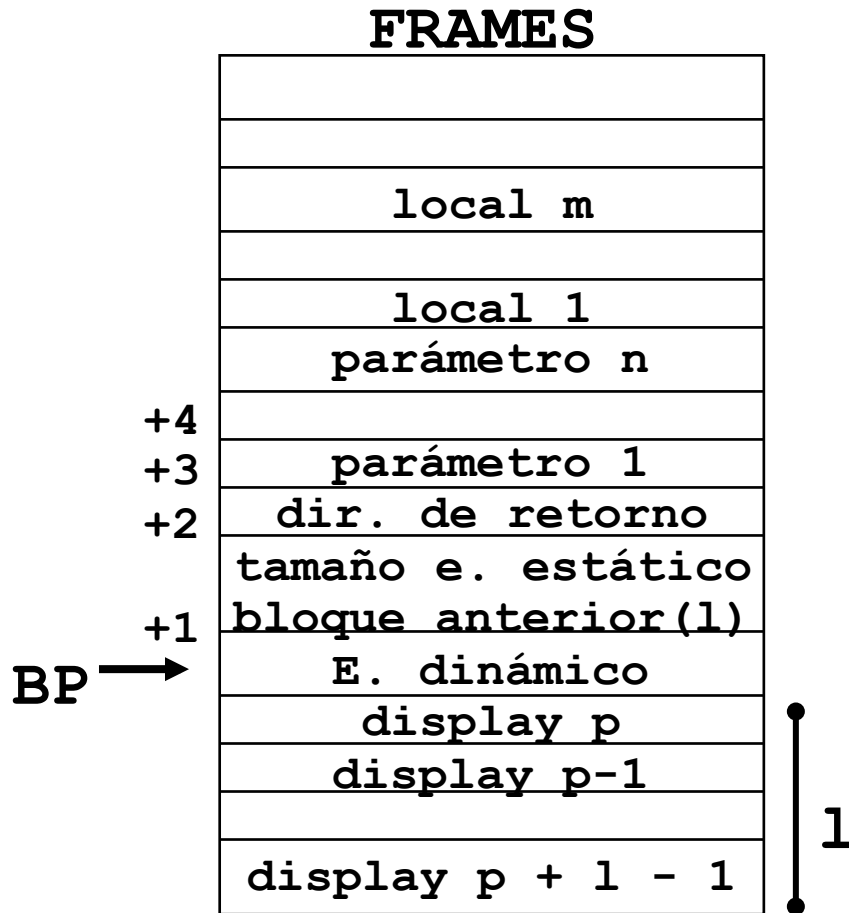 FRAMES
local m
local 1
parámetro n
+4
+3 parámetro 1
+2 dir. de retorno
tamaño e. estático
+1 bloque anterior(l)
BP E. dinámico
display p
display p-1
l
display p + l - 1